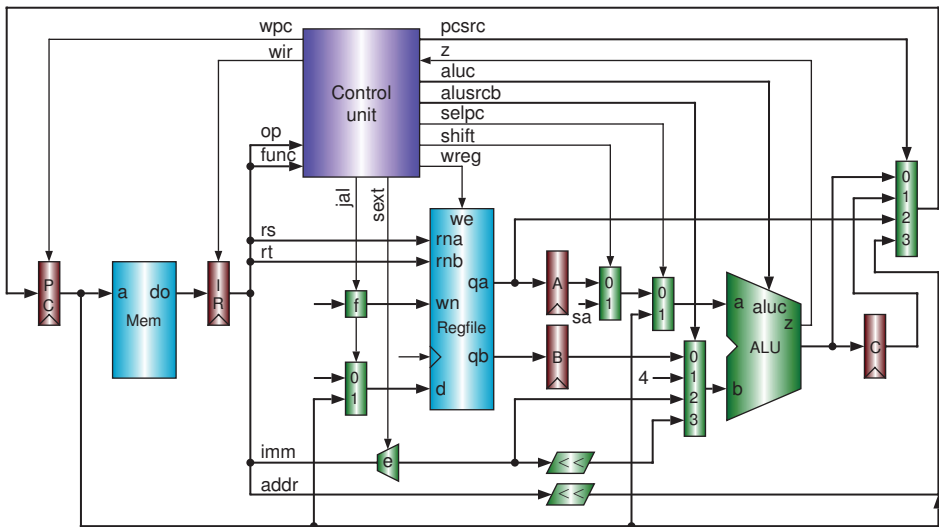 wpc
pcsrc
wir
z
aluc
Control
unit
alusrcb
selpc
op
shift
func
wreg
jal
sext
0
1
2
3
we
rs
rna
rt
rnb
qa
P
C
a
do
Mem
I
R
f
wn
Regfile
A
sa
0
1
0
1
a
aluc
z
ALU
b
qb
B
C
0
1
d
4
0
1
2
3
imm
e
<<
addr
<<